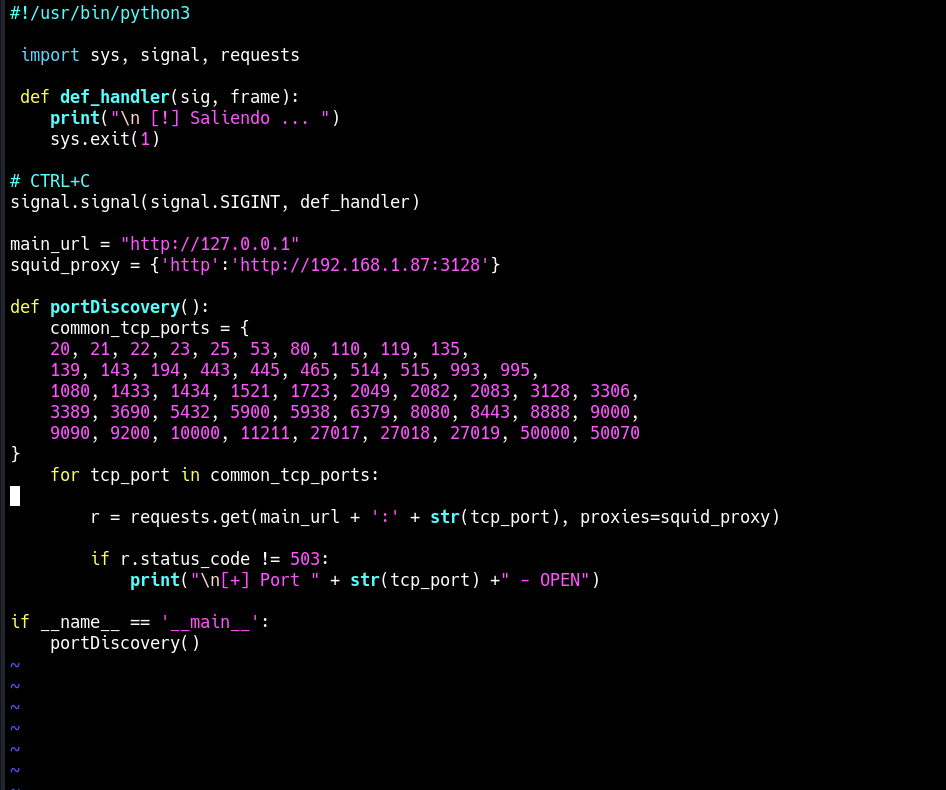 #!/usr/bin/python3
import sys, signal, requests
def def_handler(sig, frame):
print("\n [!] Saliendo ... ")
sys.exit(1)
# CTRL+C
signal.signal(signal.SIGINT, def_handler)
main_url = "http://127.0.0.1"
squid_proxy = {'http':'http://192.168.1.87:3128'}
def portDiscovery():
common_tcp_ports = {
20, 21, 22, 23, 25, 53, 80, 110, 119, 135,
139, 143, 194, 443, 445, 465, 514, 515, 993, 995,
1080, 1433, 1434, 1521, 1723, 2049, 2082, 2083, 3128, 3306,
3389, 3690, 5432, 5900, 5938, 6379, 8080, 8443, 8888, 9000,
9090, 9200, 10000, 11211, 27017, 27018, 27019, 50000, 50070
}
for tcp_port in common_tcp_ports:
r = requests.get(main_url + ':' + str(tcp_port), proxies=squid_proxy)
if r.status_code != 503:
print("\n[+] Port " + str(tcp_port) +" - OPEN")
if __name__ == '__main__':
portDiscovery()
~
~
~
~
~
~